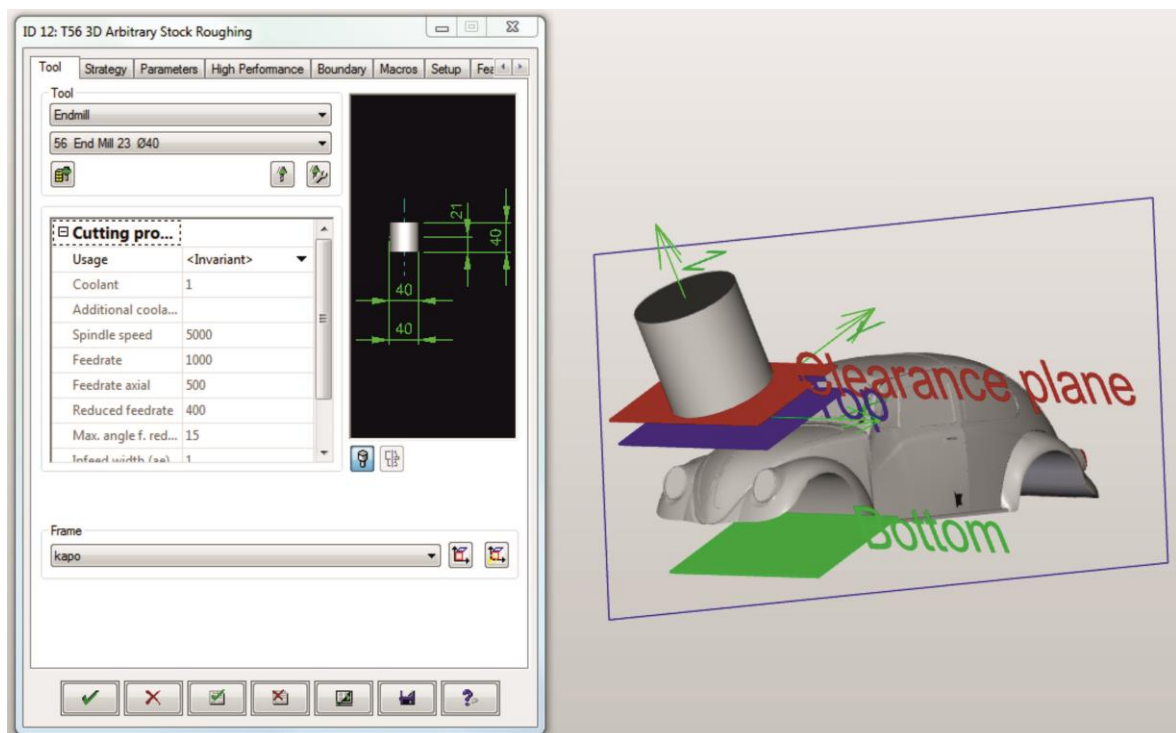 ID 12: T56 3D Arbitrary Stock Roughing
Tool Strategy Parameters High Performance Boundary Macros Setup Fea
Tool
Endmill
56 End Mill 23 Ø40
Cutting pro...
Usage <Invariant>
Coolant 1
Additional coola...
Spindle speed 5000
Feedrate 1000
Feedrate axial 500
Reduced feedrate 400
Max. angle f. red... 15
Infeed width (ae) 1
21
40
40
40
Frame
kapo
Z
Clearance plane
Top
Bottom